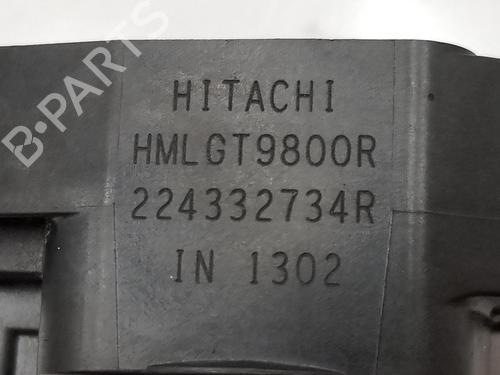 B-PARTS
HITACHI
HMLGT9800R
224332734R
IN 1302